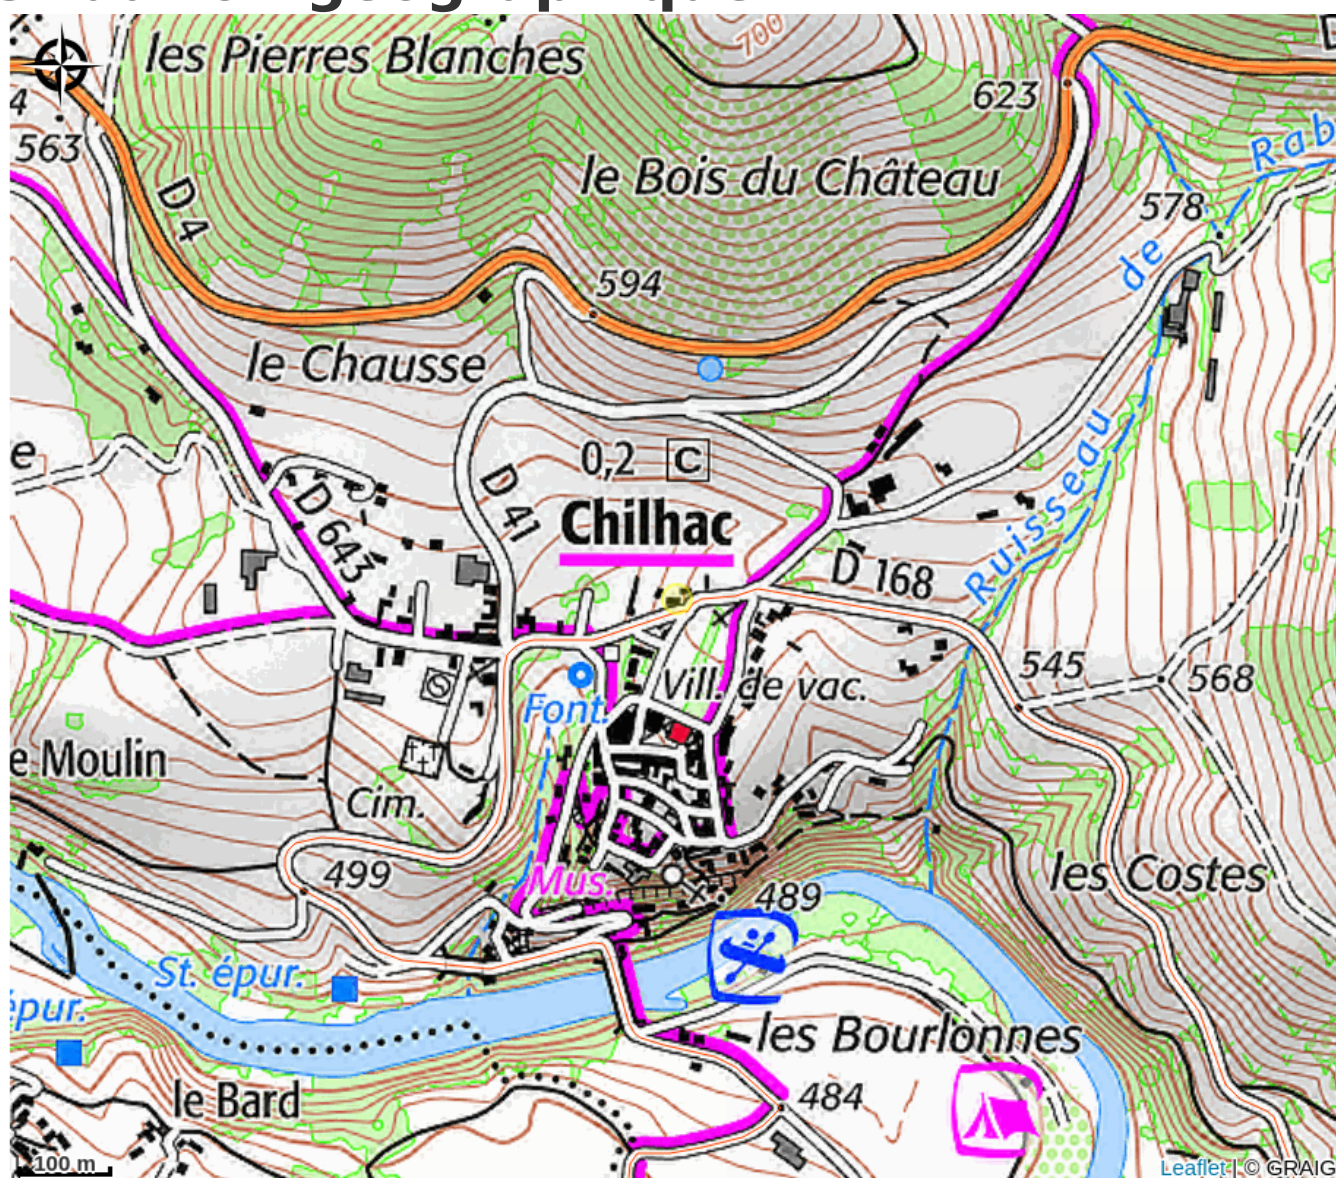 les Pierres Blanches
700
623
4
563
Rab
le Bois du Château
D 4
578
de
594
le Chausse
e
0,2 C
D 41
Chilhac
D 643
D 168
Ruisseau
545
568
Vill. de vac.
Font.
e Moulin
Cim.
499
Mus.
489
les Costes
St. épur.
épur.
les Bourlonnes
le Bard
484
100 m
Leaflet | © GRAIG